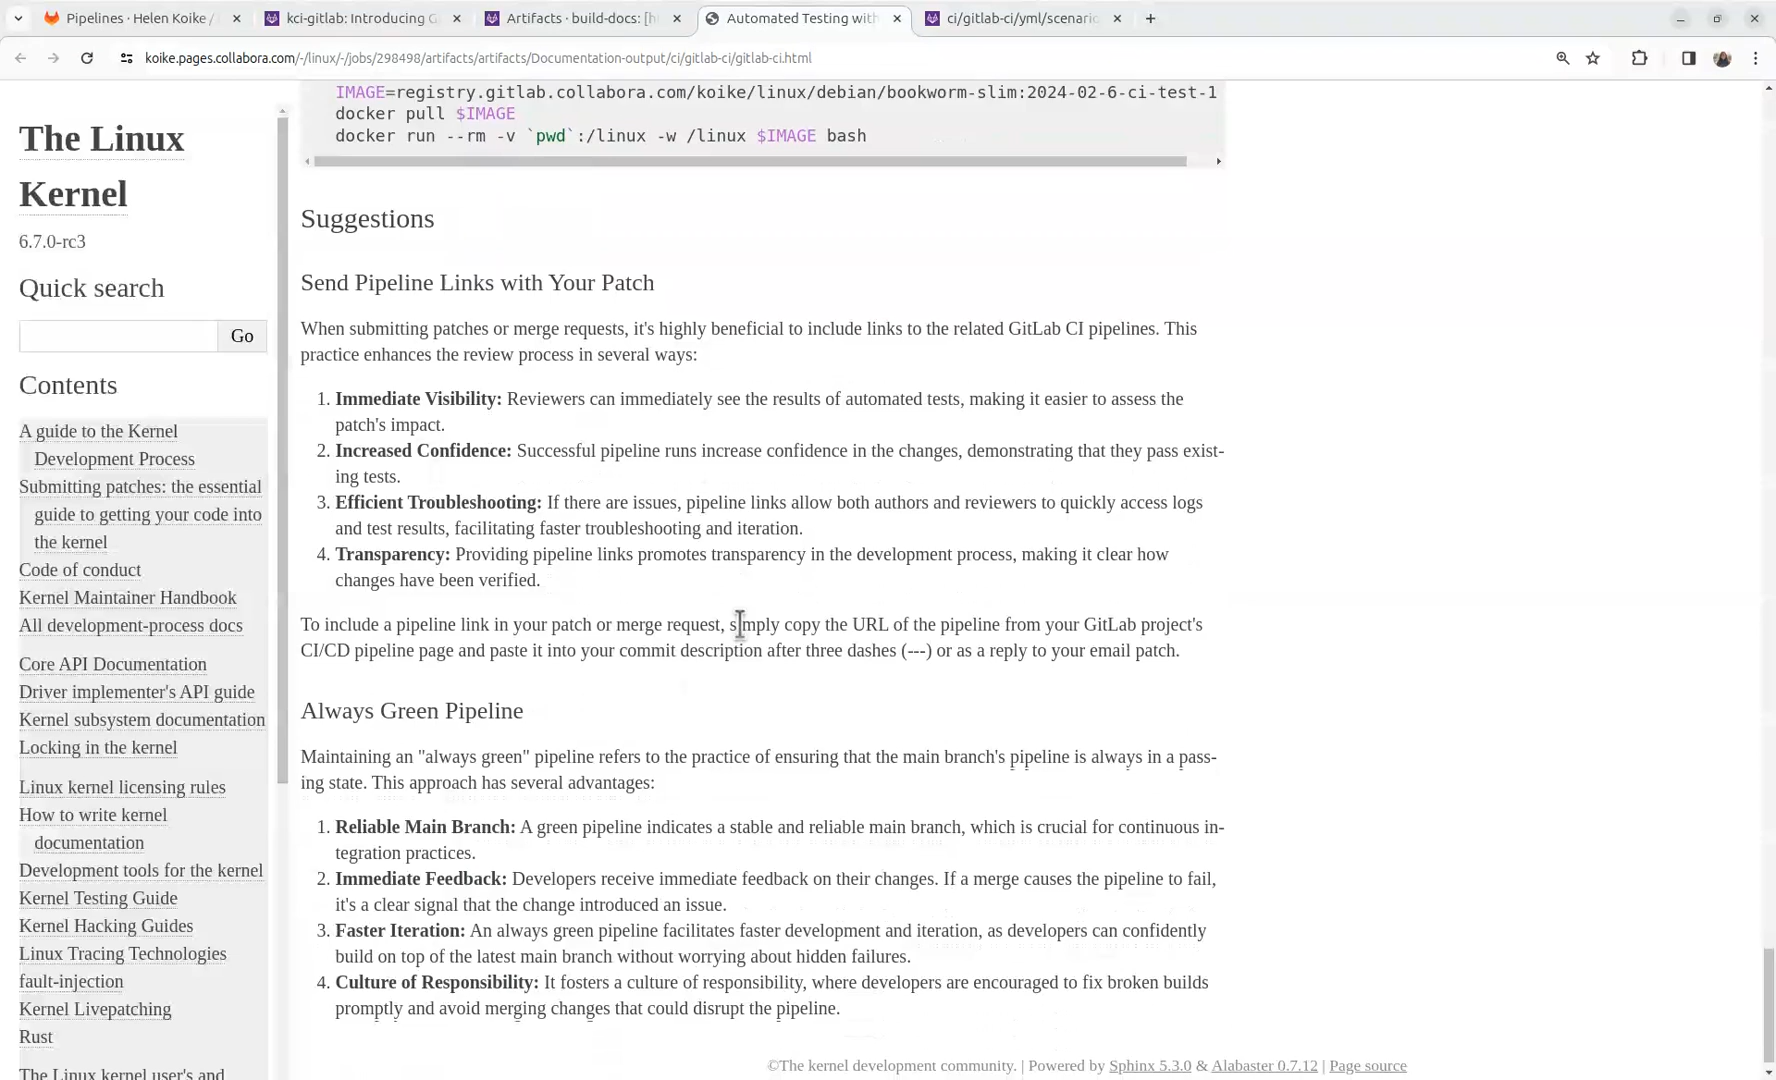 Pipelines · Helen Koike /
kci-gitlab: Introducing G
Artifacts · build-docs: [h
Automated Testing with
ci/gitlab-ci/yml/scenario
koike.pages.collabora.com/-/linux/-/jobs/298498/artifacts/artifacts/Documentation-output/ci/gitlab-ci/gitlab-ci.html
The Linux
Kernel
6.7.0-rc3
Quick search
Go
Contents
A guide to the Kernel
Development Process
Submitting patches: the essential
guide to getting your code into
the kernel
Code of conduct
Kernel Maintainer Handbook
All development-process docs
Core API Documentation
Driver implementer's API guide
Kernel subsystem documentation
Locking in the kernel
Linux kernel licensing rules
How to write kernel
documentation
Development tools for the kernel
Kernel Testing Guide
Kernel Hacking Guides
Linux Tracing Technologies
fault-injection
Kernel Livepatching
Rust
The Linux kernel user's and
IMAGE=registry.gitlab.collabora.com/koike/linux/debian/bookworm-slim:2024-02-6-ci-test-1
docker pull $IMAGE
docker run --rm -v `pwd`:/linux -w /linux $IMAGE bash
Suggestions
Send Pipeline Links with Your Patch
When submitting patches or merge requests, it's highly beneficial to include links to the related GitLab CI pipelines. This
practice enhances the review process in several ways:
1. Immediate Visibility: Reviewers can immediately see the results of automated tests, making it easier to assess the
patch's impact.
2. Increased Confidence: Successful pipeline runs increase confidence in the changes, demonstrating that they pass exist-
ing tests.
3. Efficient Troubleshooting: If there are issues, pipeline links allow both authors and reviewers to quickly access logs
and test results, facilitating faster troubleshooting and iteration.
4. Transparency: Providing pipeline links promotes transparency in the development process, making it clear how
changes have been verified.
To include a pipeline link in your patch or merge request, simply copy the URL of the pipeline from your GitLab project's
CI/CD pipeline page and paste it into your commit description after three dashes (---) or as a reply to your email patch.
Always Green Pipeline
Maintaining an "always green" pipeline refers to the practice of ensuring that the main branch's pipeline is always in a pass-
ing state. This approach has several advantages:
1. Reliable Main Branch: A green pipeline indicates a stable and reliable main branch, which is crucial for continuous in-
tegration practices.
2. Immediate Feedback: Developers receive immediate feedback on their changes. If a merge causes the pipeline to fail,
it's a clear signal that the change introduced an issue.
3. Faster Iteration: An always green pipeline facilitates faster development and iteration, as developers can confidently
build on top of the latest main branch without worrying about hidden failures.
4. Culture of Responsibility: It fosters a culture of responsibility, where developers are encouraged to fix broken builds
promptly and avoid merging changes that could disrupt the pipeline.
©The kernel development community. | Powered by Sphinx 5.3.0 & Alabaster 0.7.12 | Page source